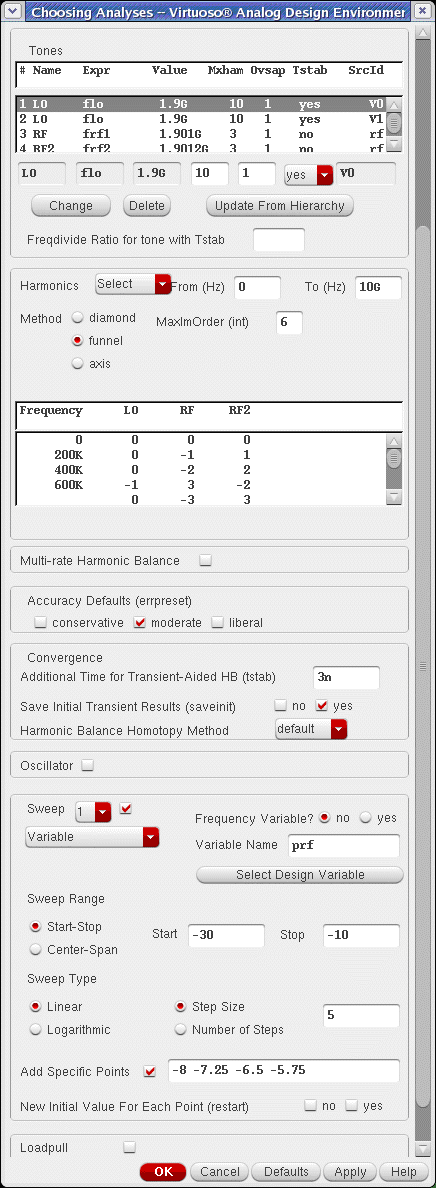 Choosing Analyses -- Virtuoso® Analog Design Environmer
Tones
# Name Expr Value Mxham Ovsap Tstab SrcId
1 LO flo 1.9G 10 1 yes V0
2 LO flo 1.9G 10 1 yes V1
3 RF frf1 1.901G 3 1 no rf
4 RF2 frf2 1.9012G 3 1 no rf
LO flo 1.9G 10 1 yes V0
Change Delete Update From Hierarchy
Freqdivide Ratio for tone with Tstab
Harmonics Select From (Hz) 0 To (Hz) 10G
Method diamond MaxImOrder (int) 6
funnel
axis
Frequency LO RF RF2
0 0 0 0
200K 0 -1 1
400K 0 -2 2
600K -1 3 -2
0 -3 3
Multi-rate Harmonic Balance
Accuracy Defaults (errpreset)
conservative moderate liberal
Convergence
Additional Time for Transient-Aided HB (tstab) 3n
Save Initial Transient Results (saveinit) no yes
Harmonic Balance Homotopy Method default
Oscillator
Sweep 1 Frequency Variable? no yes
Variable Variable Name prf
Select Design Variable
Sweep Range
Start-Stop Start -30 Stop -10
Center-Span
Sweep Type
Linear Step Size 5
Logarithmic Number of Steps
Add Specific Points -8 -7.25 -6.5 -5.75
New Initial Value For Each Point (restart) no yes
Loadpull
OK Cancel Defaults Apply Help